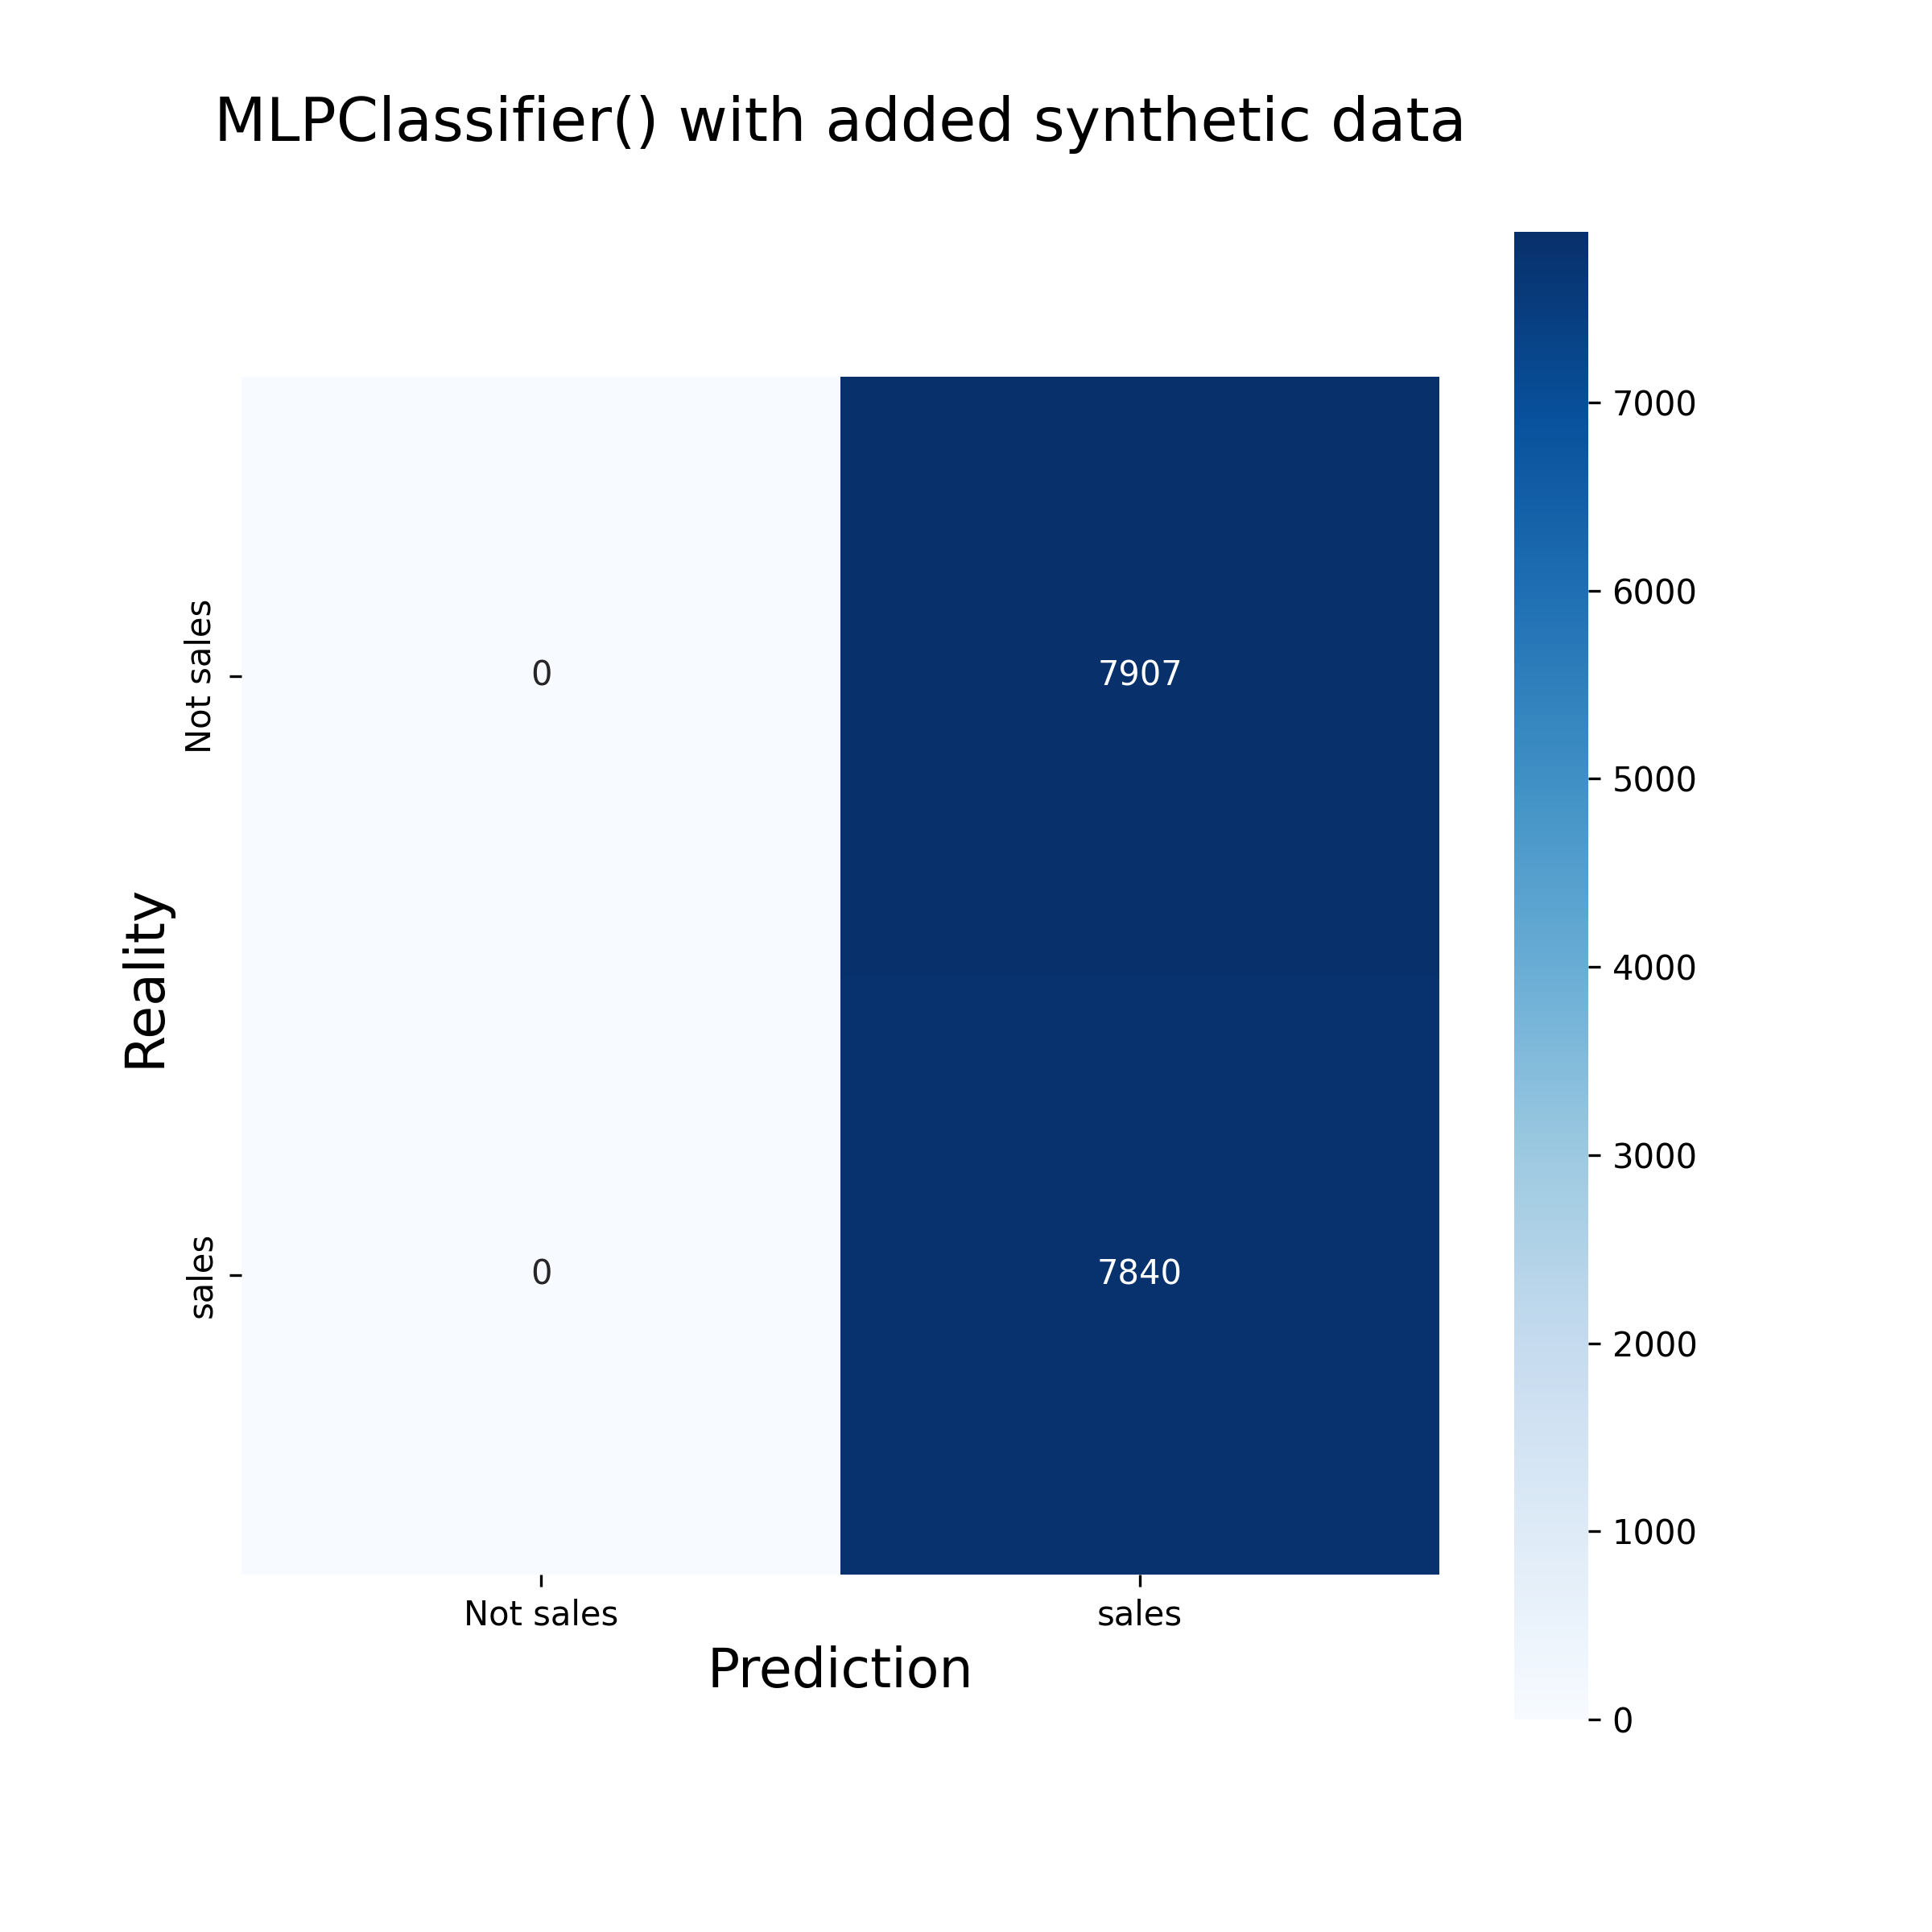 MLPClassifier() with added synthetic data
7000
6000
5000
4000
3000
2000
1000
0
Reality
Not sales
0
7907
sales
0
7840
Not sales
sales
Prediction